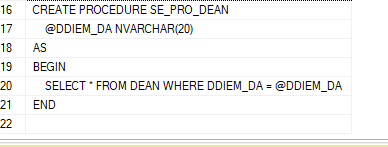 16 CREATE PROCEDURE SE_PRO_DEAN
17 @DDIEM_DA NVARCHAR(20)
18 AS
19 BEGIN
20 SELECT * FROM DEAN WHERE DDIEM_DA = @DDIEM_DA
21 END
22